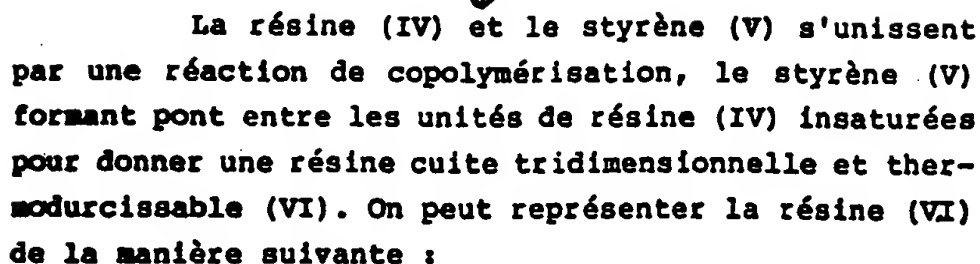 La résine (IV) et le styrène (V) s'unissent
par une réaction de copolymérisation, le styrène (V)
formant pont entre les unités de résine (IV) insaturées
pour donner une résine cuite tridimensionnelle et ther-
modurcissable (VI). On peut représenter la résine (VI)
de la manière suivante :